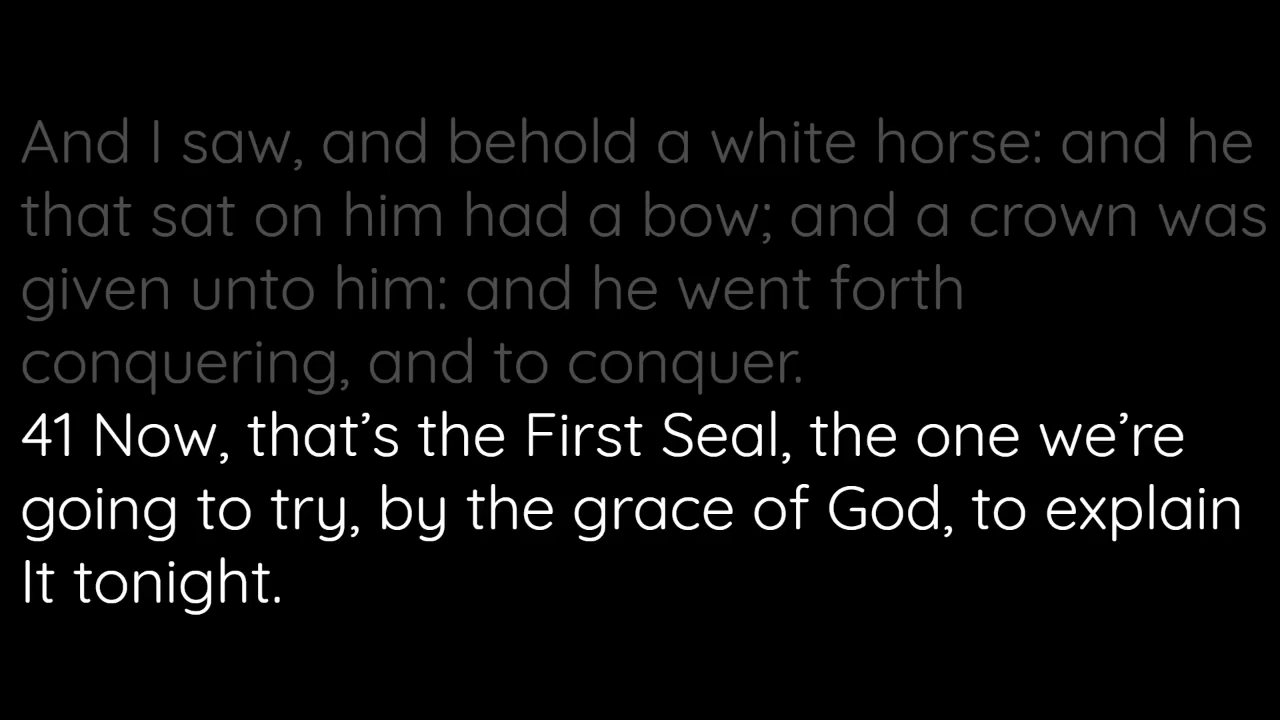 And I saw, and behold a white horse: and he
that sat on him had a bow; and a crown was
given unto him: and he went forth
conquering, and to conquer.
41 Now, that’s the First Seal, the one we’re
going to try, by the grace of God, to explain
It tonight.